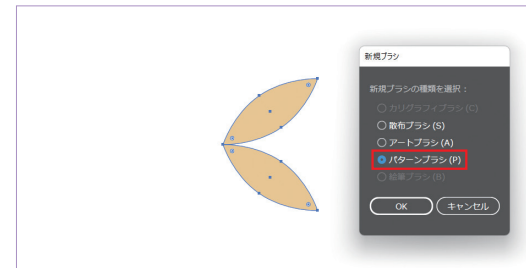 新規ブラシ
新規ブラシの種類を選択：
カリグラフィブラシ (C)
散布ブラシ (S)
アートブラシ (A)
パターンブラシ (P)
絵筆ブラシ (B)
OK
キャンセル